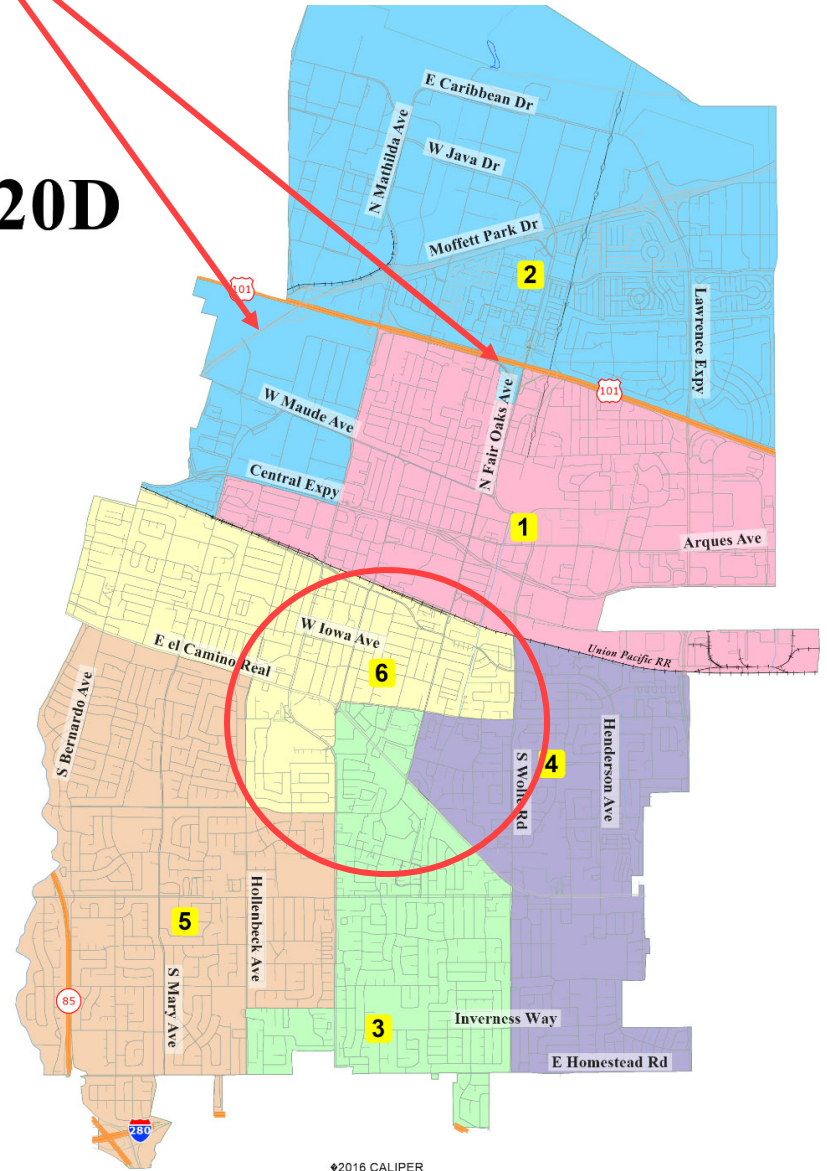 E Caribbean Dr
N Mathilda Ave
W Java Dr
20D
Moffett Park Dr
2
101
Lawrence Expy
101
W Maude Ave
N Fair Oaks Ave
Central Expy
1
Arques Ave
W Iowa Ave
E el Camino Real
Union Pacific RR
6
S Bernardo Ave
Henderson Ave
4
S Wolfe Rd
Hollenbeck Ave
5
S Mary Ave
85
3
Inverness Way
E Homestead Rd
280
�2016 CALIPER